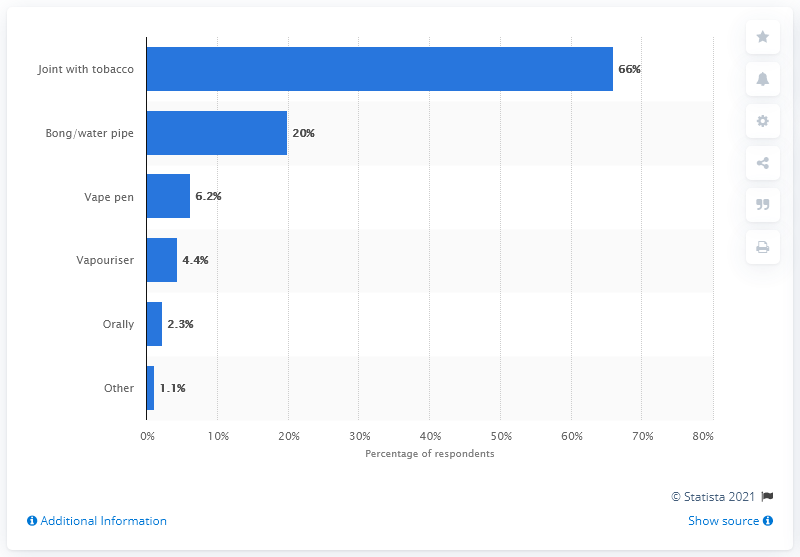 Joint with tobacco 66%
Bong/water pipe 20%
Vape pen 6.2%
Vapouriser 4.4%
Orally 2.3%
Other 1.1%
0% 10% 20% 30% 40% 50% 60% 70% 80%
Percentage of respondents
© Statista 2021
Additional Information Show source